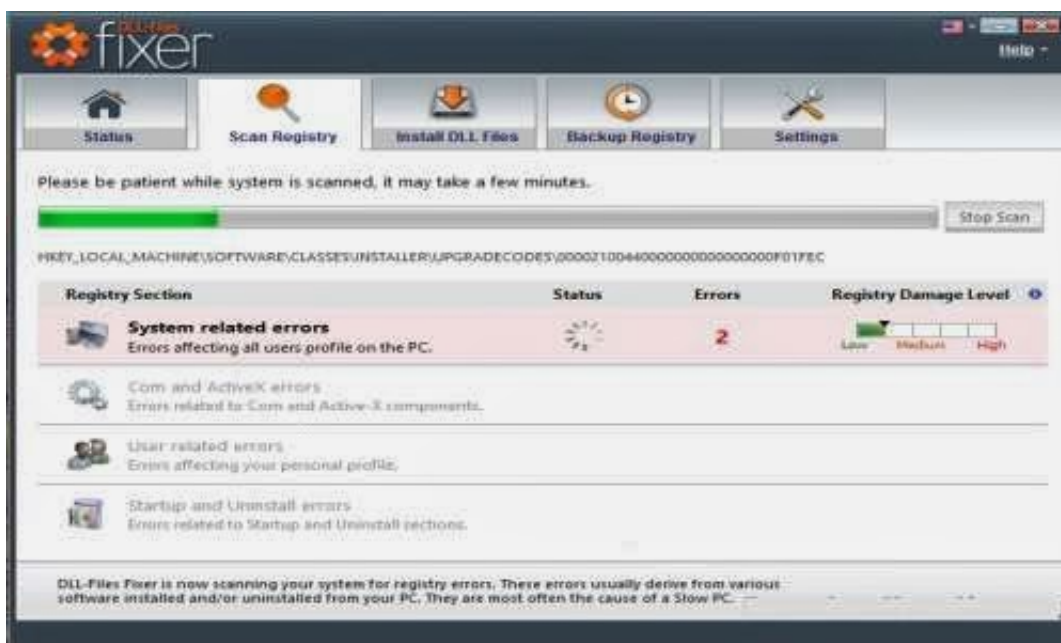 DLL-Files
fixer
Help
Status
Scan Registry
Install DLL Files
Backup Registry
Settings
Please be patient while system is scanned, it may take a few minutes.
Stop Scan
Registry Section Status Errors Registry Damage Level
System related errors
Errors affecting all users profile on the PC.
2
Low Medium High
Com and ActiveX errors
Errors related to Com and Active-X components.
User related errors
Errors affecting your personal profile.
Startup and Uninstall errors
Errors related to Startup and Uninstall sections.
DLL-Files Fixer is now scanning your system for registry errors. These errors usually derive from various
software installed and/or uninstalled from your PC. They are most often the cause of a Slow PC.